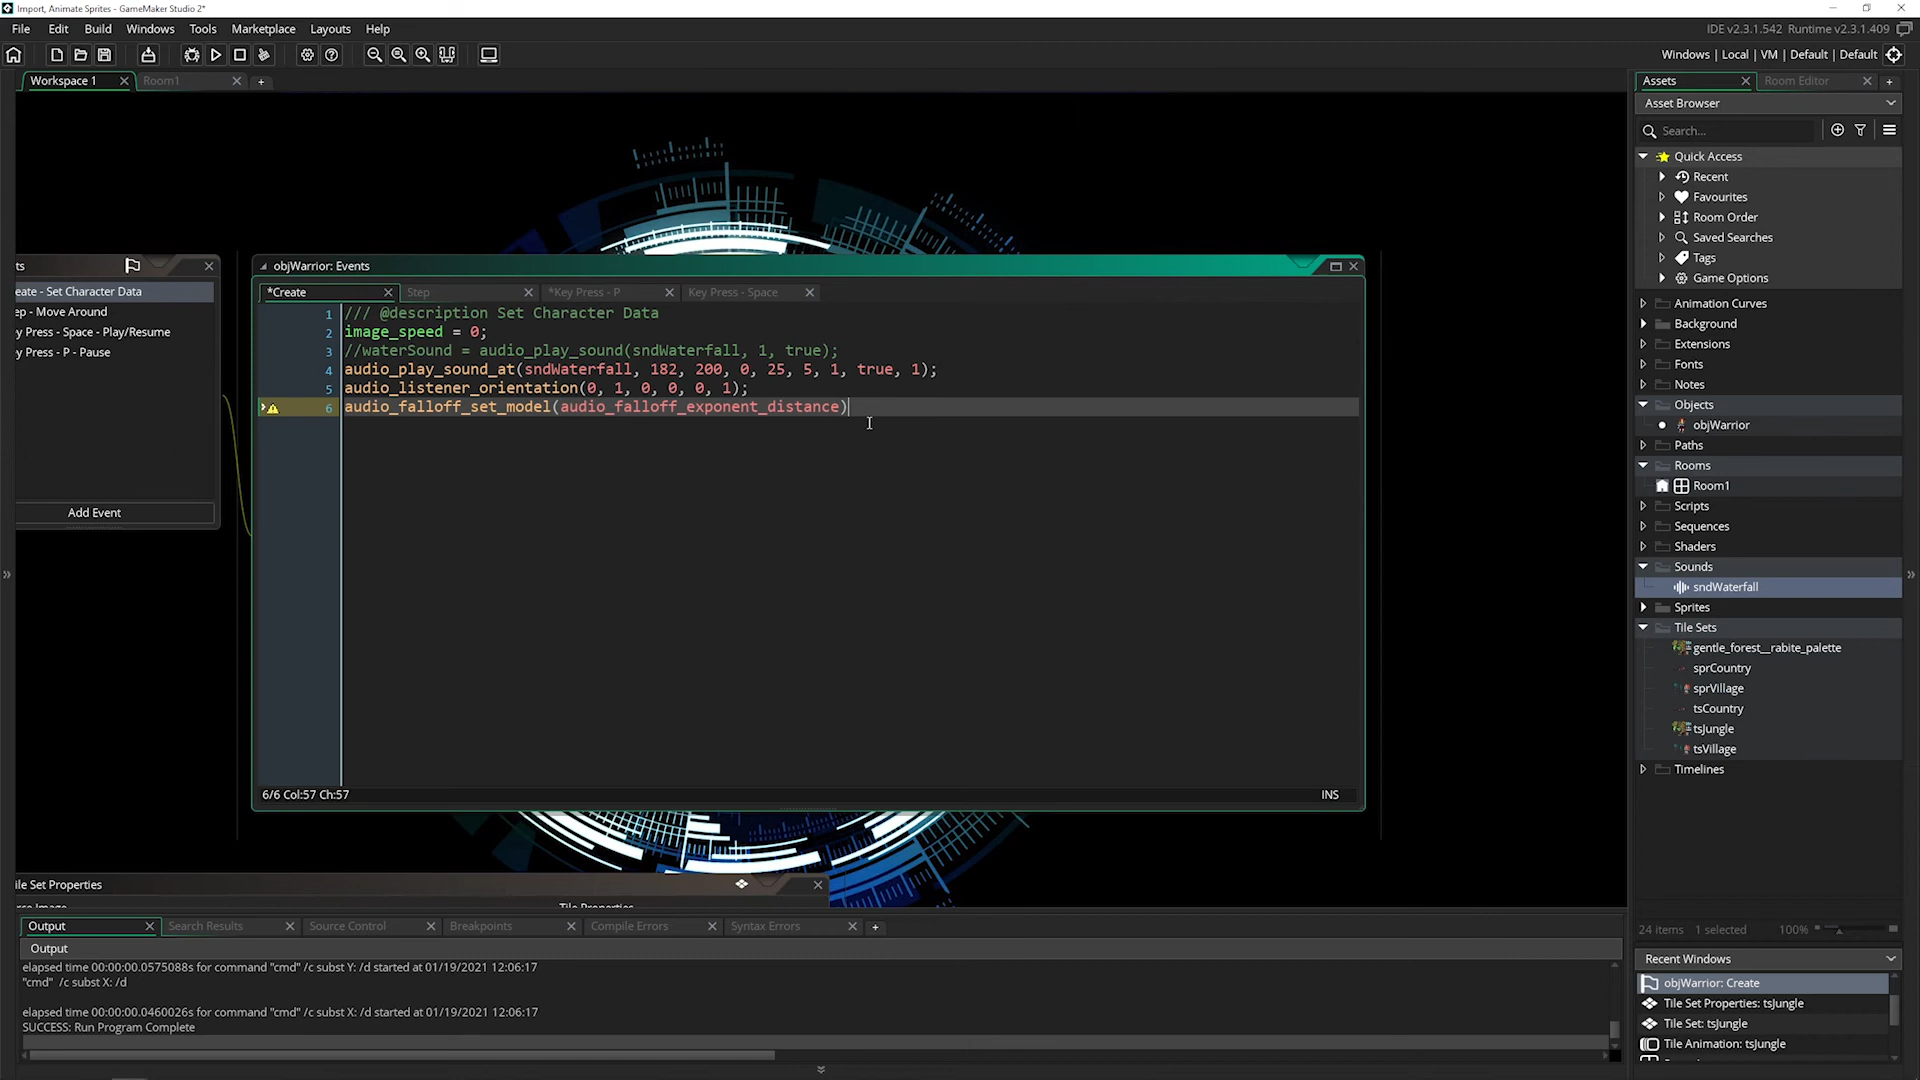 Import, Animate Sprites - GameMaker Studio 2*
File Edit Build Windows Tools Marketplace Layouts Help
IDE v2.3.1.542 Runtime v2.3.1.409
Windows | Local | VM | Default | Default
Workspace 1
Room1
Assets
Room Editor
Asset Browser
Search...
Quick Access
Recent
Favourites
Room Order
Saved Searches
Tags
Game Options
Animation Curves
Background
Extensions
Fonts
Notes
Objects
objWarrior
Paths
Rooms
Room1
Scripts
Sequences
Shaders
Sounds
sndWaterfall
Sprites
Tile Sets
gentle_forest__rabite_palette
sprCountry
sprVillage
tsCountry
tsJungle
tsVillage
Timelines
24 items 1 selected 100%
Recent Windows
objWarrior: Create
Tile Set Properties: tsJungle
Tile Set: tsJungle
Tile Animation: tsJungle
ts
eate - Set Character Data
ep - Move Around
ey Press - Space - Play/Resume
ey Press - P - Pause
Add Event
objWarrior: Events
*Create
Step
*Key Press - P
Key Press - Space
1 /// @description Set Character Data
2 image_speed = 0;
3 //waterSound = audio_play_sound(sndWaterfall, 1, true);
4 audio_play_sound_at(sndWaterfall, 182, 200, 0, 25, 5, 1, true, 1);
5 audio_listener_orientation(0, 1, 0, 0, 0, 1);
6 audio_falloff_set_model(audio_falloff_exponent_distance)
6/6 Col:57 Ch:57
INS
ile Set Properties
Tile Properties
Output
Search Results
Source Control
Breakpoints
Compile Errors
Syntax Errors
Output
elapsed time 00:00:00.0575088s for command "cmd" /c subst Y: /d started at 01/19/2021 12:06:17
"cmd" /c subst X: /d
elapsed time 00:00:00.0460026s for command "cmd" /c subst X: /d started at 01/19/2021 12:06:17
SUCCESS: Run Program Complete